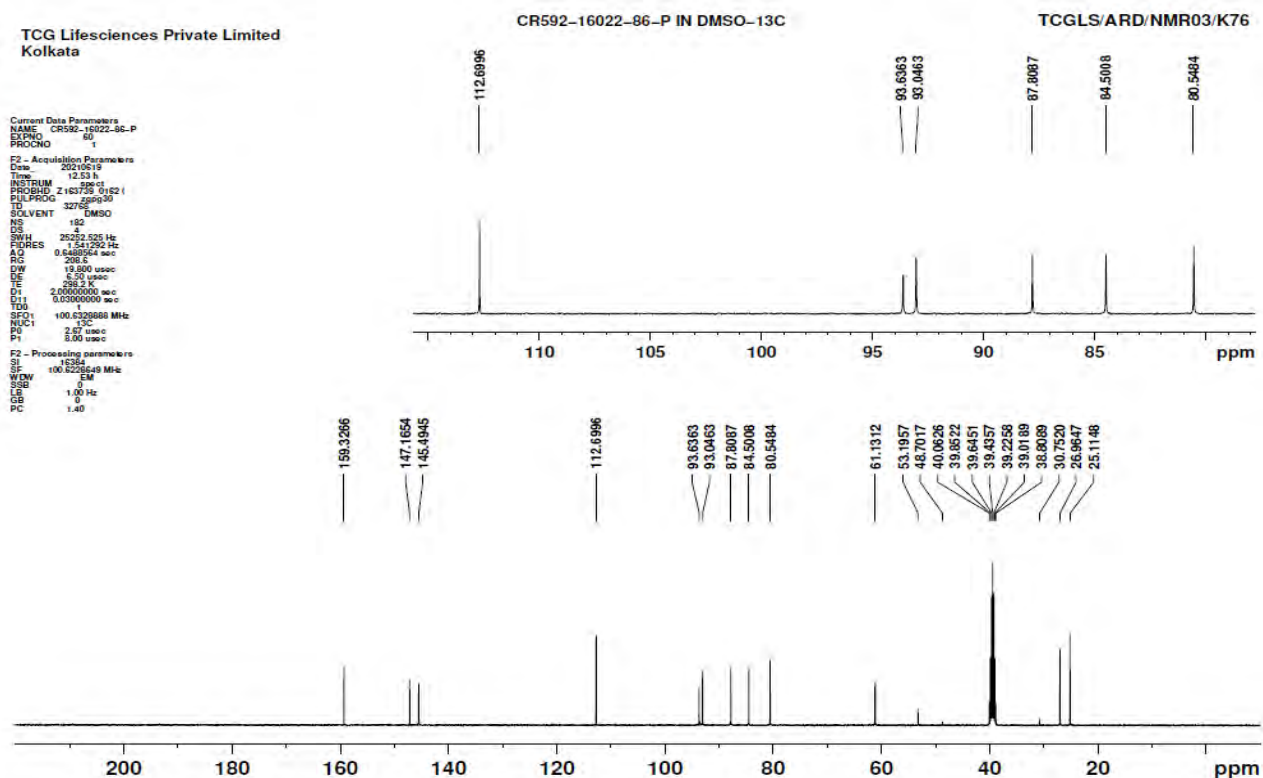 CR592-16022-86-P IN DMSO-13C
TCGLS/ARD/NMR03/K76
TCG Lifesciences Private Limited
Kolkata
112.6996
93.6363
93.0463
87.8087
84.5008
80.5484
Current Data Parameters
NAME CR592-16022-86-P
EXPNO 60
PROCNO 1
F2 - Acquisition Parameters
Date_ 20210619
Time 12.53 h
INSTRUM spect
PROBHD Z163739_0162 (
PULPROG zgpg30
TD 32768
SOLVENT DMSO
NS 182
DS 4
SWH 25252.525 Hz
FIDRES 1.541292 Hz
AQ 0.6488564 sec
RG 208.6
DW 19.800 usec
DE 6.50 usec
TE 298.2 K
D1 2.00000000 sec
D11 0.03000000 sec
TD0 1
SFO1 100.6328888 MHz
NUC1 13C
P0 2.67 usec
P1 8.00 usec
F2 - Processing parameters
SI 16384
SF 100.6228649 MHz
WDW EM
SSB 0
LB 1.00 Hz
GB 0
PC 1.40
110 105 100 95 90 85 ppm
159.3266
147.1654
145.4945
112.6996
93.6363
93.0463
87.8087
84.5008
80.5484
61.1312
53.1957
48.7017
40.0626
39.8522
39.6451
39.4357
39.2258
39.0189
38.8089
30.7520
26.9647
25.1148
200 180 160 140 120 100 80 60 40 20 ppm